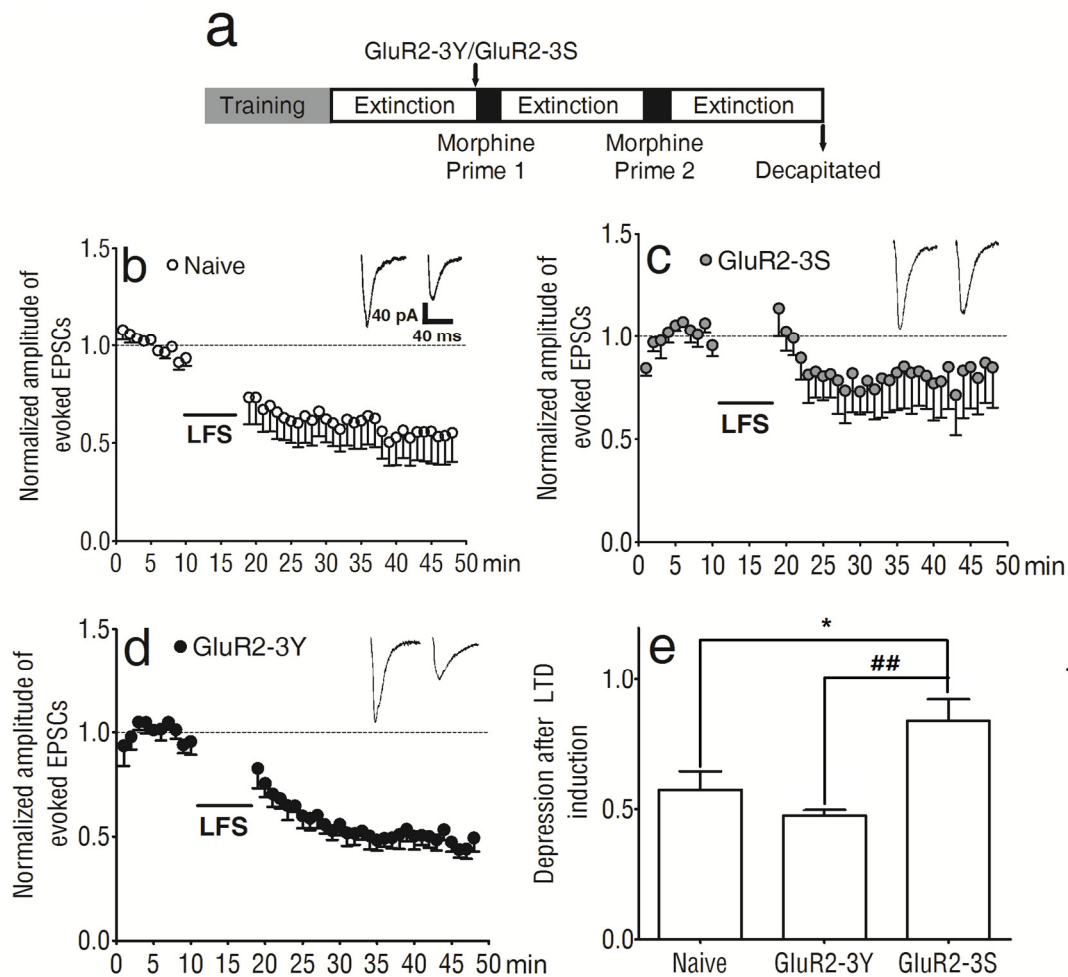 a
GluR2-3Y/GluR2-3S
Training
Extinction
Extinction
Extinction
Morphine
Prime 1
Morphine
Prime 2
Decapitated
b
Naive
Normalized amplitude of
evoked EPSCs
1.5
1.0
0.5
0.0
40 pA
40 ms
LFS
0 5 10 15 20 25 30 35 40 45 50 min
c
GluR2-3S
Normalized amplitude of
evoked EPSCs
1.5
1.0
0.5
0.0
LFS
0 5 10 15 20 25 30 35 40 45 50 min
d
GluR2-3Y
Normalized amplitude of
evoked EPSCs
1.5
1.0
0.5
0.0
LFS
0 5 10 15 20 25 30 35 40 45 50 min
e
Depression after LTD
induction
1.0
0.5
0.0
*
##
Naive GluR2-3Y GluR2-3S